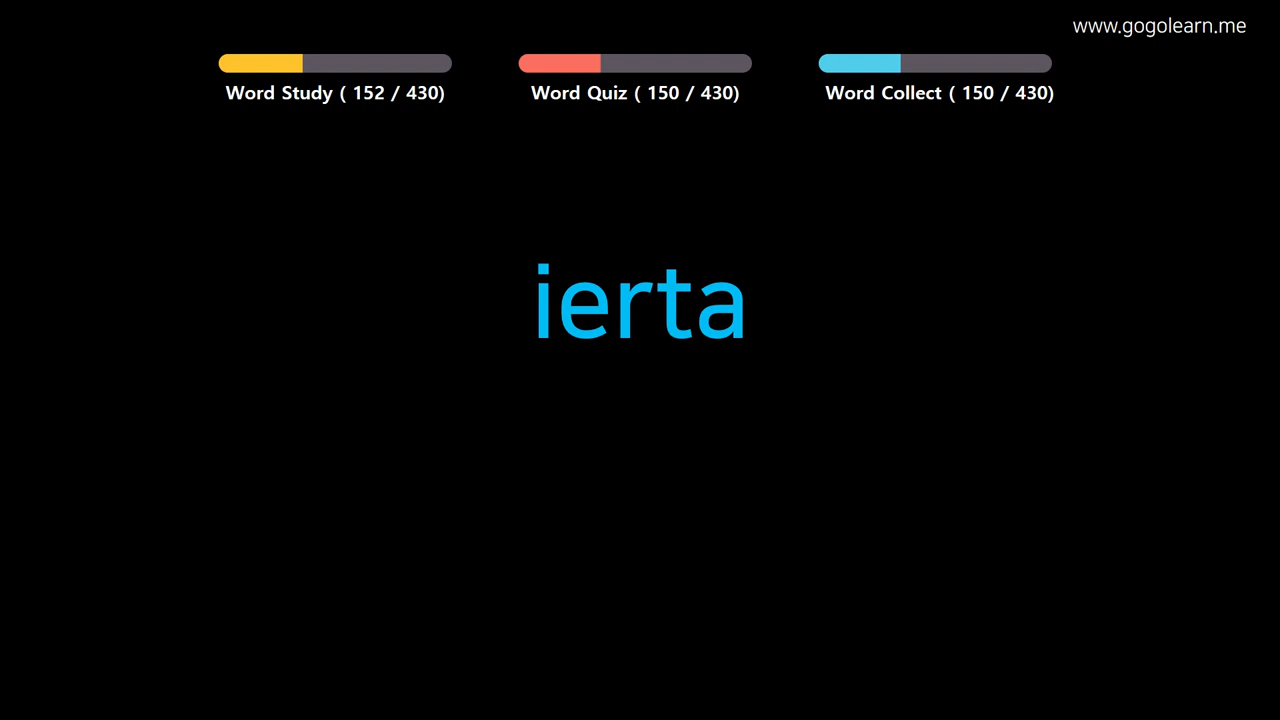 www.gogolearn.me
Word Study ( 152 / 430)
Word Quiz ( 150 / 430)
Word Collect ( 150 / 430)
ierta